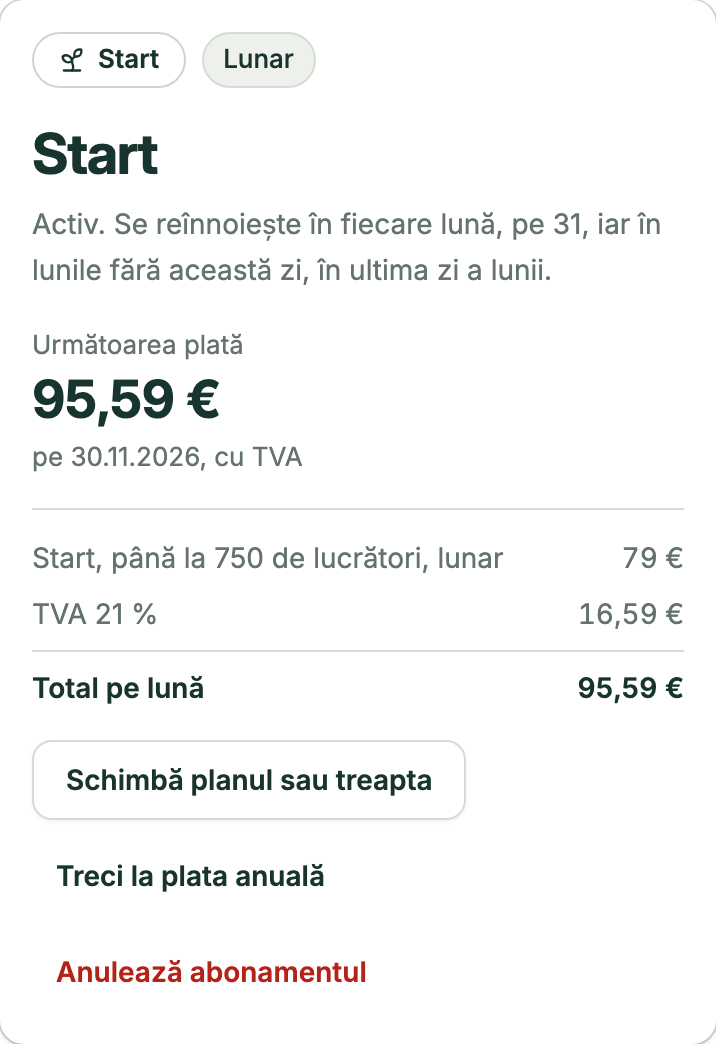 Start
Lunar
Start
Activ. Se reînnoiește în fiecare lună, pe 31, iar în
lunile fără această zi, în ultima zi a lunii.
Următoarea plată
95,59 €
pe 30.11.2026, cu TVA
Start, până la 750 de lucrători, lunar 79 €
TVA 21 % 16,59 €
Total pe lună 95,59 €
Schimbă planul sau treapta
Treci la plata anuală
Anulează abonamentul